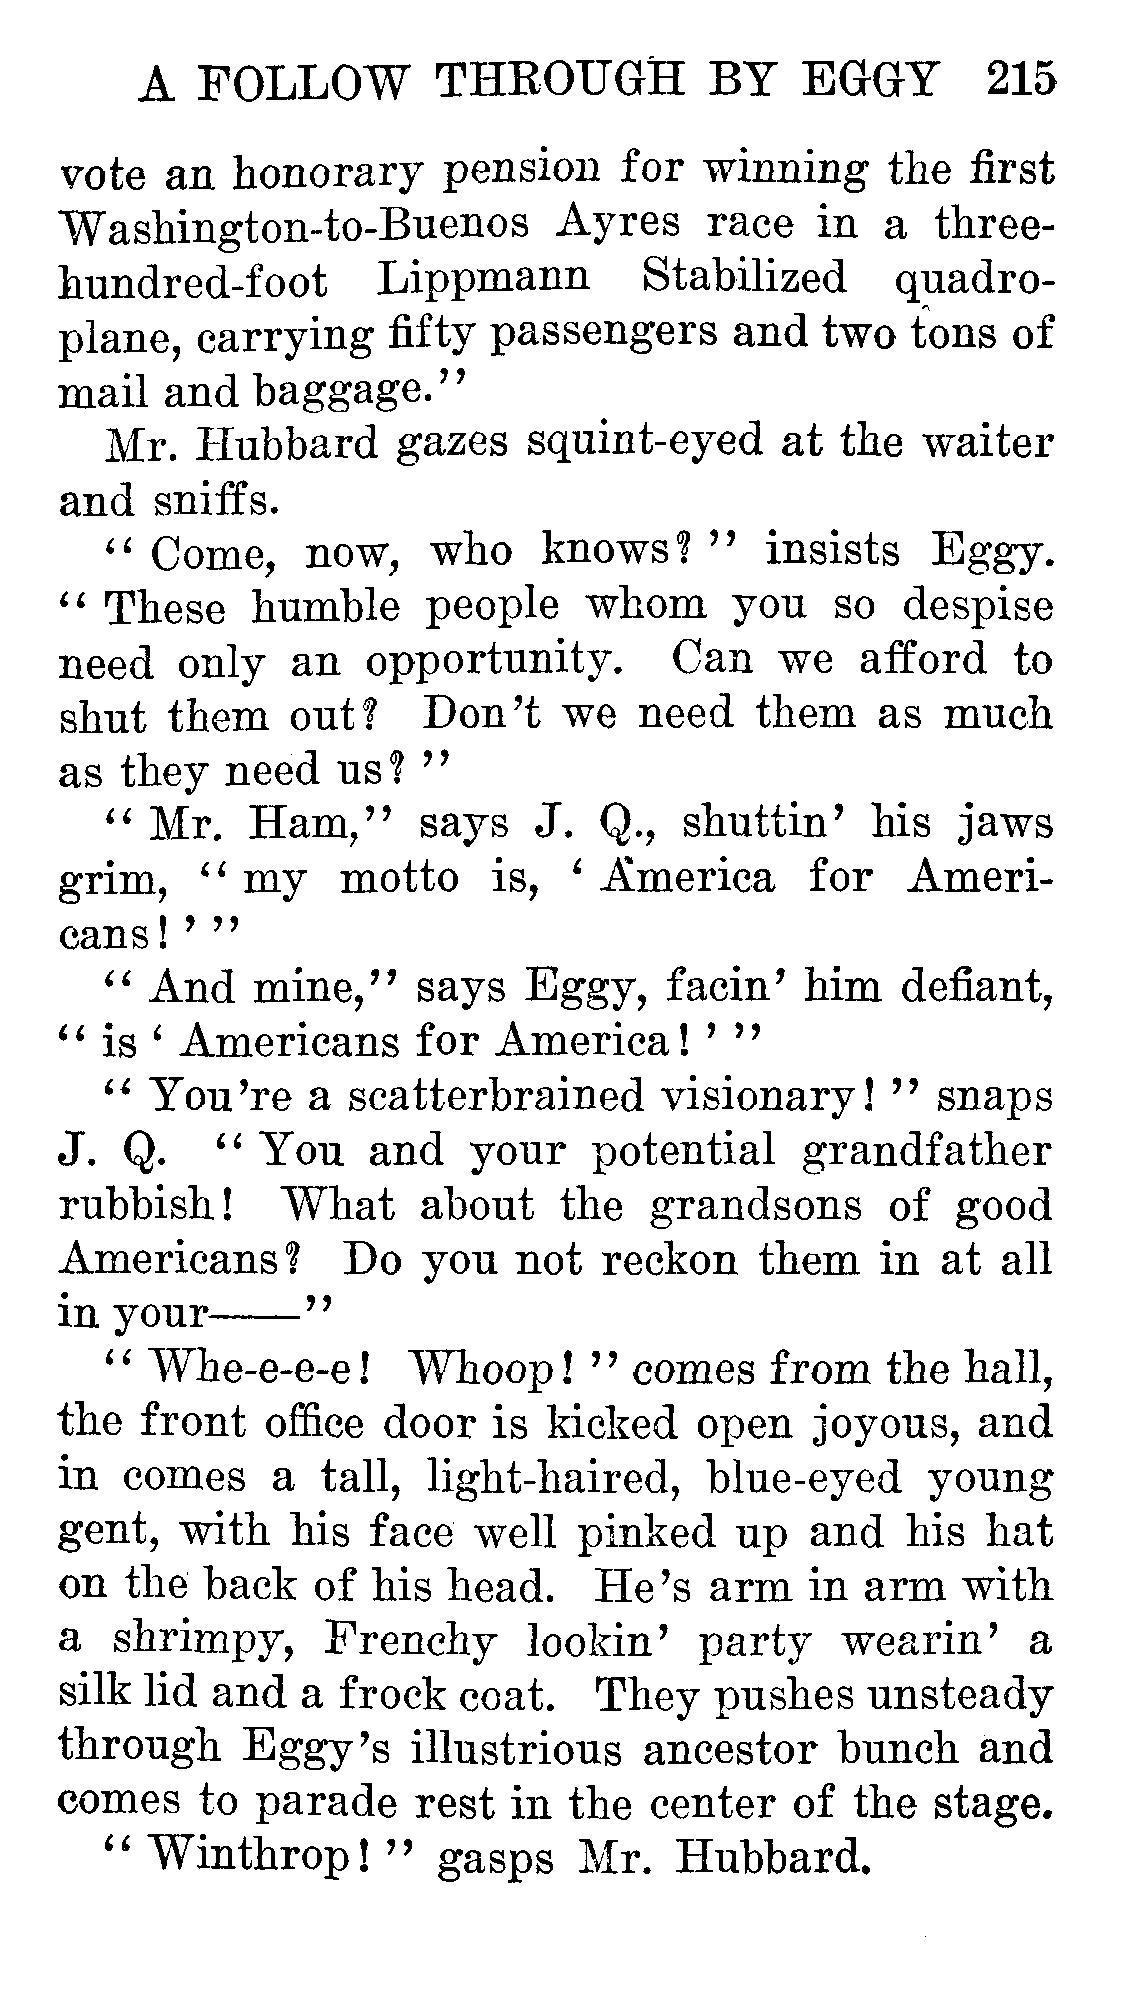 A FOLLOW THROUGH BY EGGY 215
vote an honorary pension for winning the first
Washington-to-Buenos Ayres race in a three-
hundred-foot Lippmann Stabilized quadro-
plane, carrying fifty passengers and two tons of
mail and baggage."
Mr. Hubbard gazes squint-eyed at the waiter
and sniffs.
"Come, now, who knows?" insists Eggy.
"These humble people whom you so despise
need only an opportunity. Can we afford to
shut them out? Don't we need them as much
as they need us?"
"Mr. Ham," says J. Q., shuttin' his jaws
grim, "my motto is, 'America for Ameri-
cans!'"
"And mine," says Eggy, facin' him defiant,
"is 'Americans for America!'"
"You're a scatterbrained visionary!" snaps
J. Q. "You and your potential grandfather
rubbish! What about the grandsons of good
Americans? Do you not reckon them in at all
in your——"
"Whe-e-e-e! Whoop!" comes from the hall,
the front office door is kicked open joyous, and
in comes a tall, light-haired, blue-eyed young
gent, with his face well pinked up and his hat
on the back of his head. He's arm in arm with
a shrimpy, Frenchy lookin' party wearin' a
silk lid and a frock coat. They pushes unsteady
through Eggy's illustrious ancestor bunch and
comes to parade rest in the center of the stage.
"Winthrop!" gasps Mr. Hubbard.